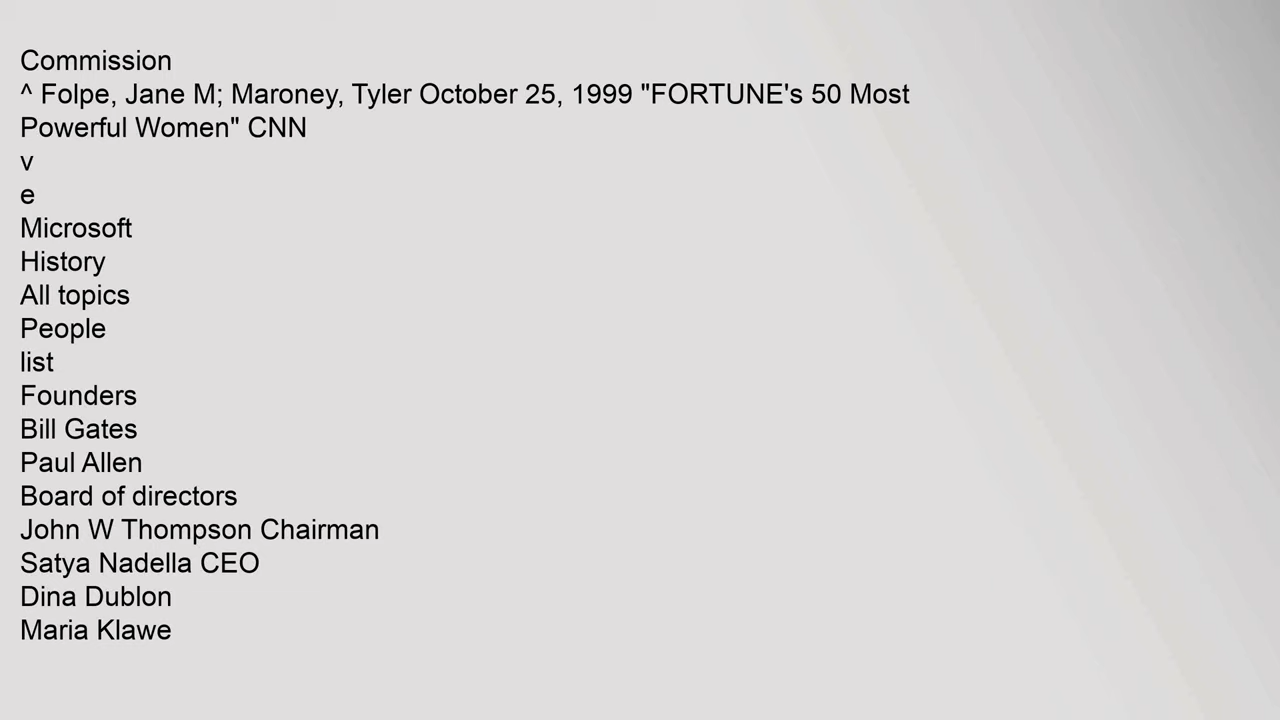 Commission
^ Folpe, Jane M; Maroney, Tyler October 25, 1999 "FORTUNE's 50 Most
Powerful Women" CNN
v
e
Microsoft
History
All topics
People
list
Founders
Bill Gates
Paul Allen
Board of directors
John W Thompson Chairman
Satya Nadella CEO
Dina Dublon
Maria Klawe